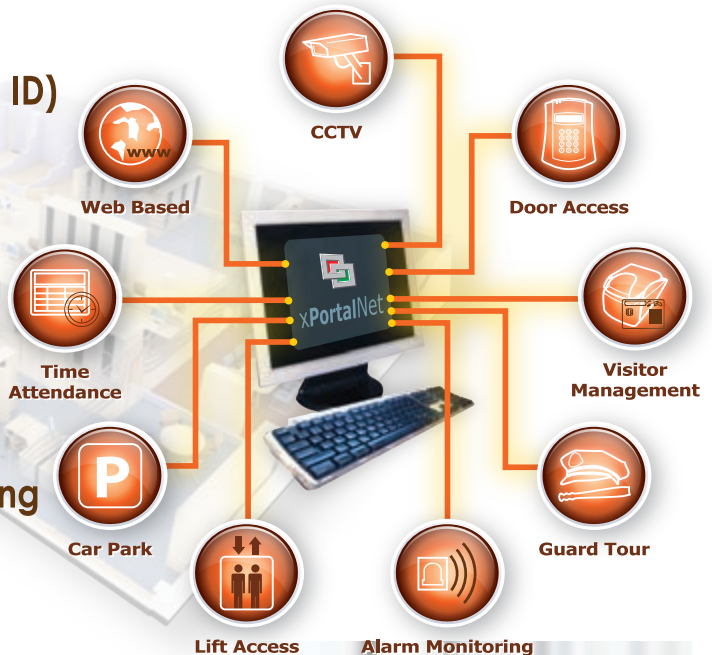 ID)
CCTV
www
Web Based
Door Access
xPortalNet
Time
Attendance
Visitor
Management
P
ng
Car Park
Guard Tour
Lift Access
Alarm Monitoring